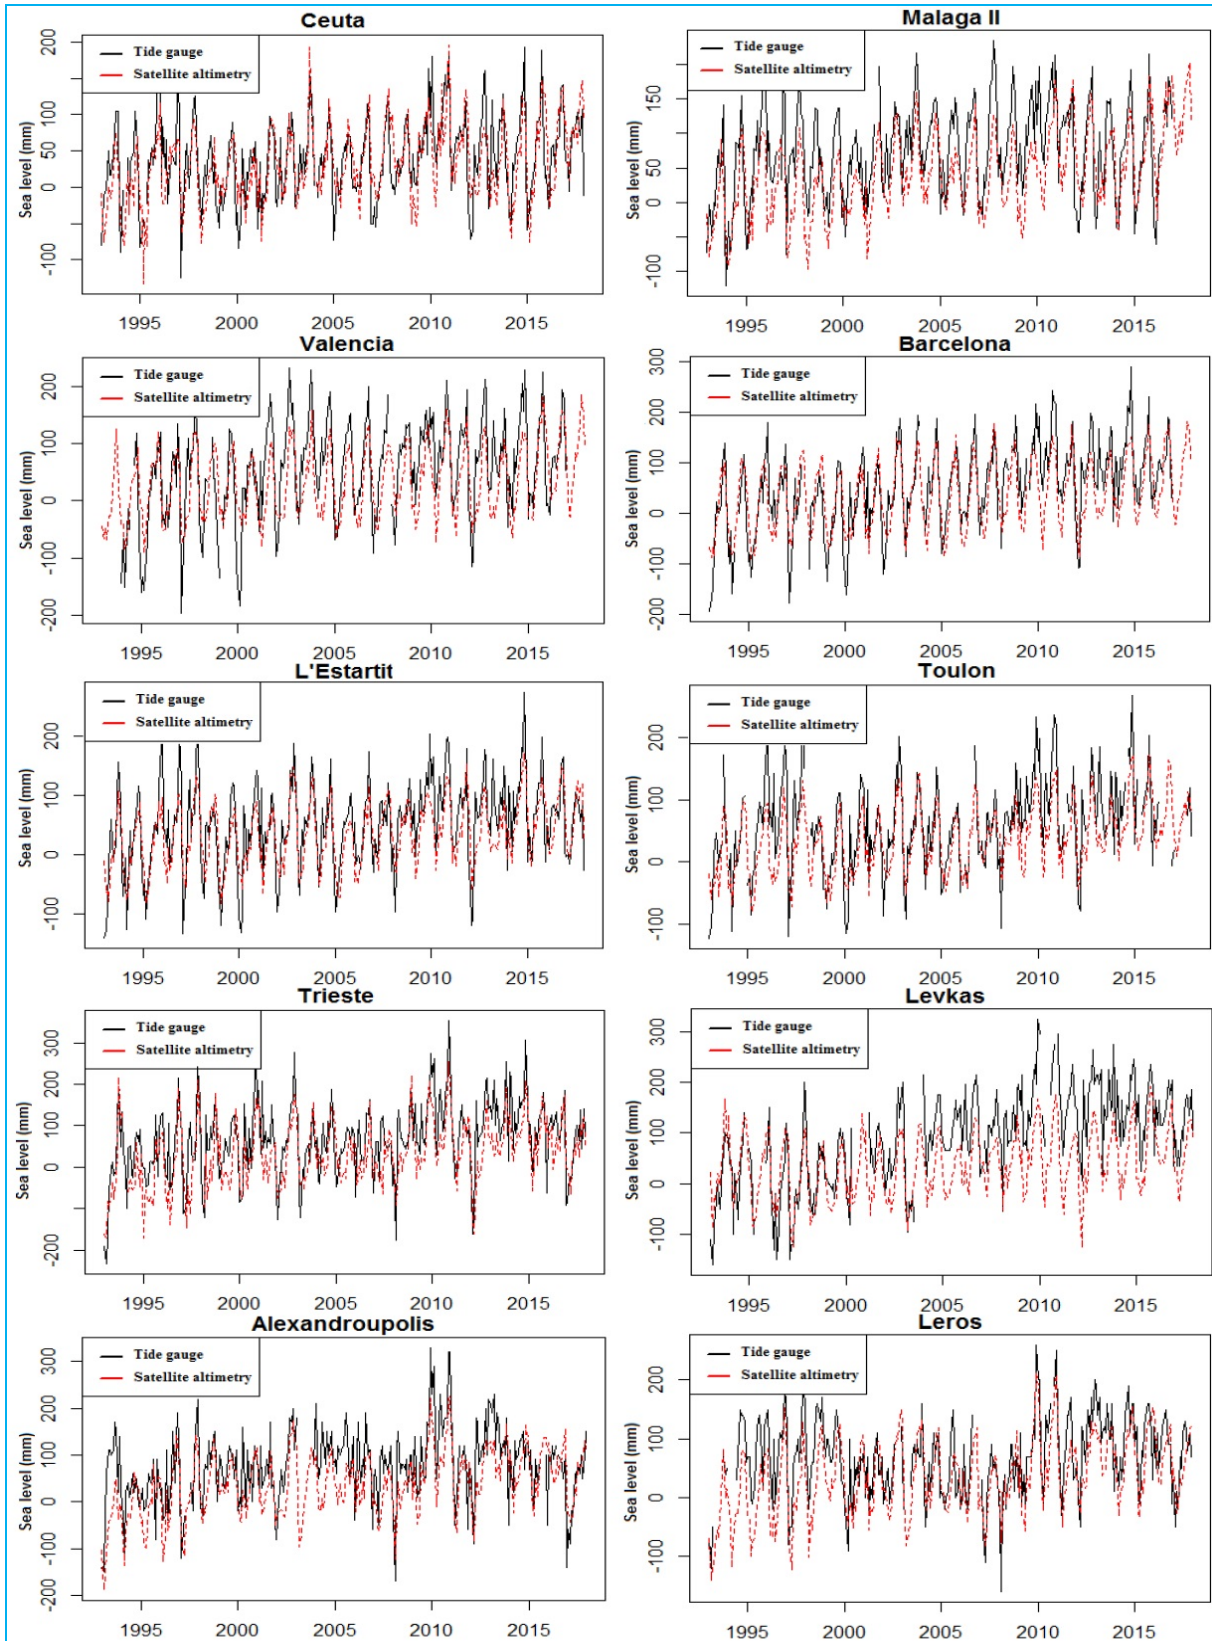 Ceuta
Tide gauge
Satellite altimetry
Sea level (mm)
200
100
50
0
-100
1995 2000 2005 2010 2015
Malaga II
Tide gauge
Satellite altimetry
Sea level (mm)
150
50
0
-100
1995 2000 2005 2010 2015
Valencia
Tide gauge
Satellite altimetry
Sea level (mm)
200
100
0
-100
-200
1995 2000 2005 2010 2015
Barcelona
Tide gauge
Satellite altimetry
Sea level (mm)
300
200
100
0
-100
-200
1995 2000 2005 2010 2015
L'Estartit
Tide gauge
Satellite altimetry
Sea level (mm)
200
100
0
-100
1995 2000 2005 2010 2015
Toulon
Tide gauge
Satellite altimetry
Sea level (mm)
200
100
0
-100
1995 2000 2005 2010 2015
Trieste
Tide gauge
Satellite altimetry
Sea level (mm)
300
200
100
0
-200
1995 2000 2005 2010 2015
Levkas
Tide gauge
Satellite altimetry
Sea level (mm)
300
200
100
0
-100
1995 2000 2005 2010 2015
Alexandroupolis
Tide gauge
Satellite altimetry
Sea level (mm)
300
200
100
0
-100
-200
1995 2000 2005 2010 2015
Leros
Tide gauge
Satellite altimetry
Sea level (mm)
200
100
0
-100
1995 2000 2005 2010 2015